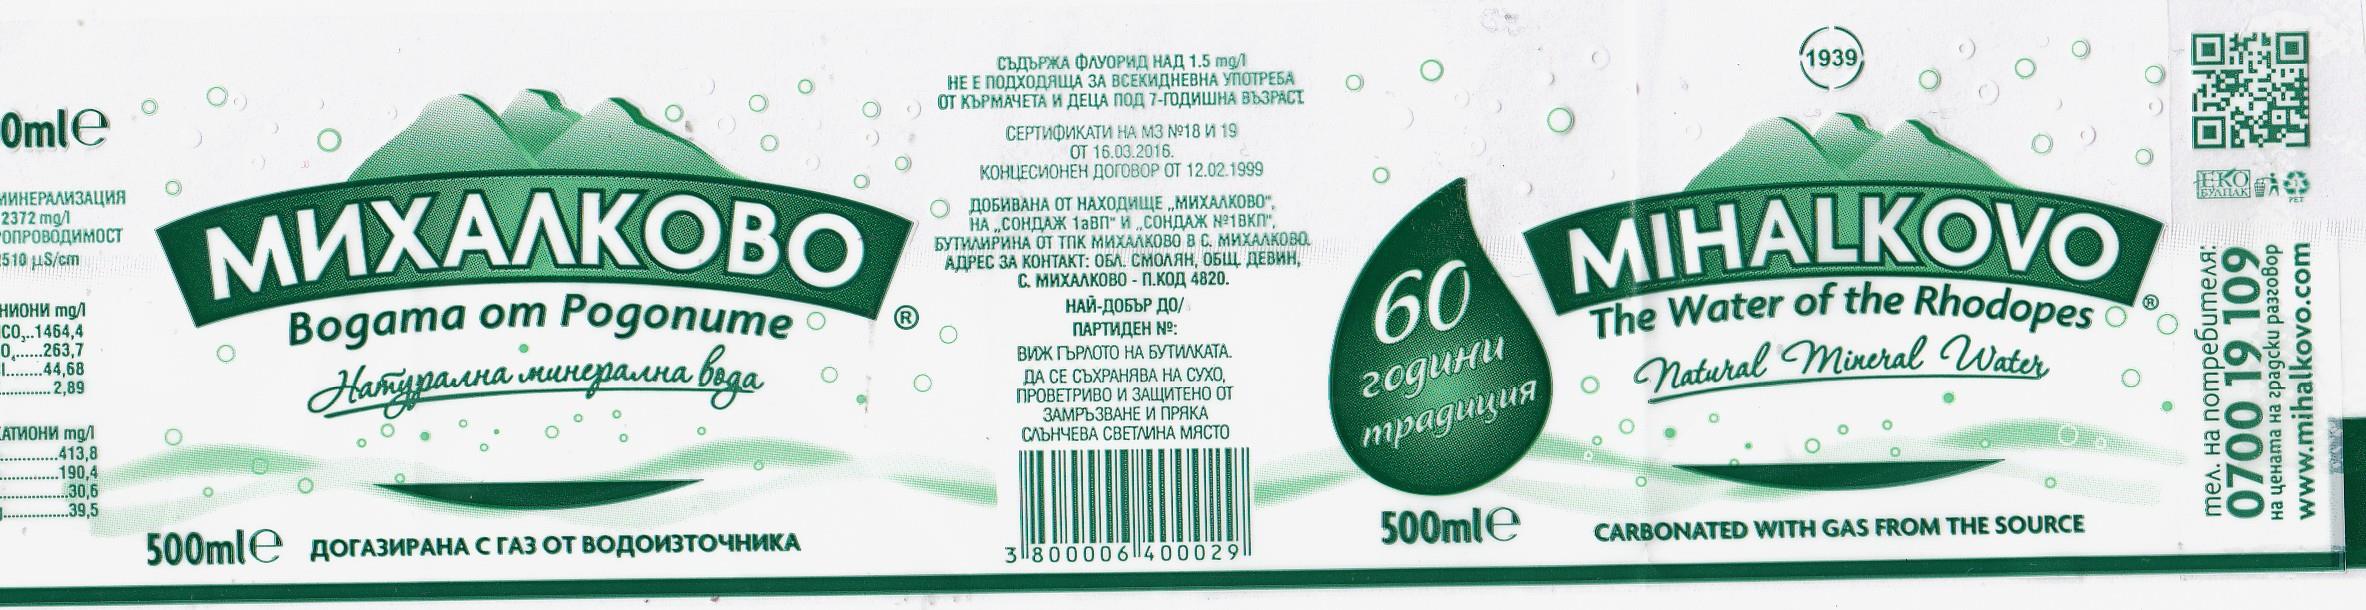 0ml℮
МИНЕРАЛИЗАЦИЯ
2372 mg/l
РОПРОВОДИМОСТ
2510 µS/cm
НИОНИ mg/l
CO₃..1464,4
O₄......263,7
l........44,68
............. 2,89
АТИОНИ mg/l
.............413,8
.............190,4
...............30,6
...............39,5
МИХАЛКОВО
®
Водата от Родопите
Натурална минерална вода
500ml℮ ДОГАЗИРАНА С ГАЗ ОТ ВОДОИЗТОЧНИКА
СЪДЪРЖА ФЛУОРИД НАД 1.5 mg/l
НЕ Е ПОДХОДЯЩА ЗА ВСЕКИДНЕВНА УПОТРЕБА
ОТ КЪРМАЧЕТА И ДЕЦА ПОД 7-ГОДИШНА ВЪЗРАСТ.
СЕРТИФИКАТИ НА МЗ №18 И 19
ОТ 16.03.2016.
КОНЦЕСИОНЕН ДОГОВОР ОТ 12.02.1999
ДОБИВАНА ОТ НАХОДИЩЕ „МИХАЛКОВО“,
НА „СОНДАЖ 1аВП“ И „СОНДАЖ №1ВКП“,
БУТИЛИРИНА ОТ ТПК МИХАЛКОВО В С. МИХАЛКОВО.
АДРЕС ЗА КОНТАКТ: ОБЛ. СМОЛЯН, ОБЩ. ДЕВИН,
С. МИХАЛКОВО - П.КОД 4820.
НАЙ-ДОБЪР ДО/
ПАРТИДЕН №:
ВИЖ ГЪРЛОТО НА БУТИЛКАТА.
ДА СЕ СЪХРАНЯВА НА СУХО,
ПРОВЕТРИВО И ЗАЩИТЕНО ОТ
ЗАМРЪЗВАНЕ И ПРЯКА
СЛЪНЧЕВА СВЕТЛИНА МЯСТО
3 800006 400029
60
години
традиция
500ml℮
1939
MIHALKOVO
®
The Water of the Rhodopes
Natural Mineral Water
CARBONATED WITH GAS FROM THE SOURCE
ЕКО
БУЛПАК
PET
тел. на потребителя:
0700 19 109
на цената на градски разговор
www.mihalkovo.com